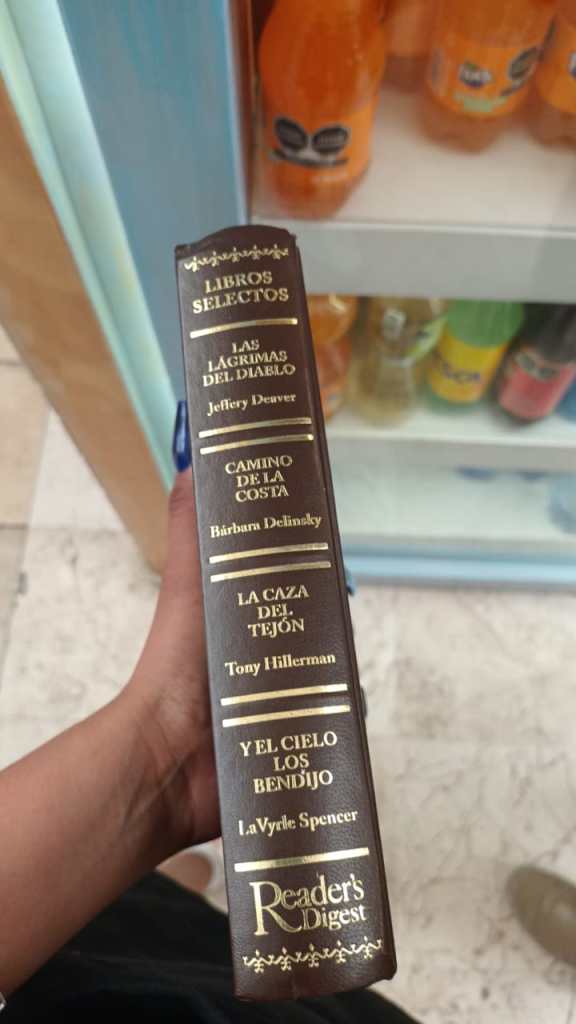 LIBROS
SELECTOS
LAS
LÁGRIMAS
DEL DIABLO
Jeffery Deaver
CAMINO
DE LA
COSTA
Bárbara Delinsky
LA CAZA
DEL
TEJÓN
Tony Hillerman
Y EL CIELO
LOS
BENDIJO
LaVyrle Spencer
Reader's
Digest